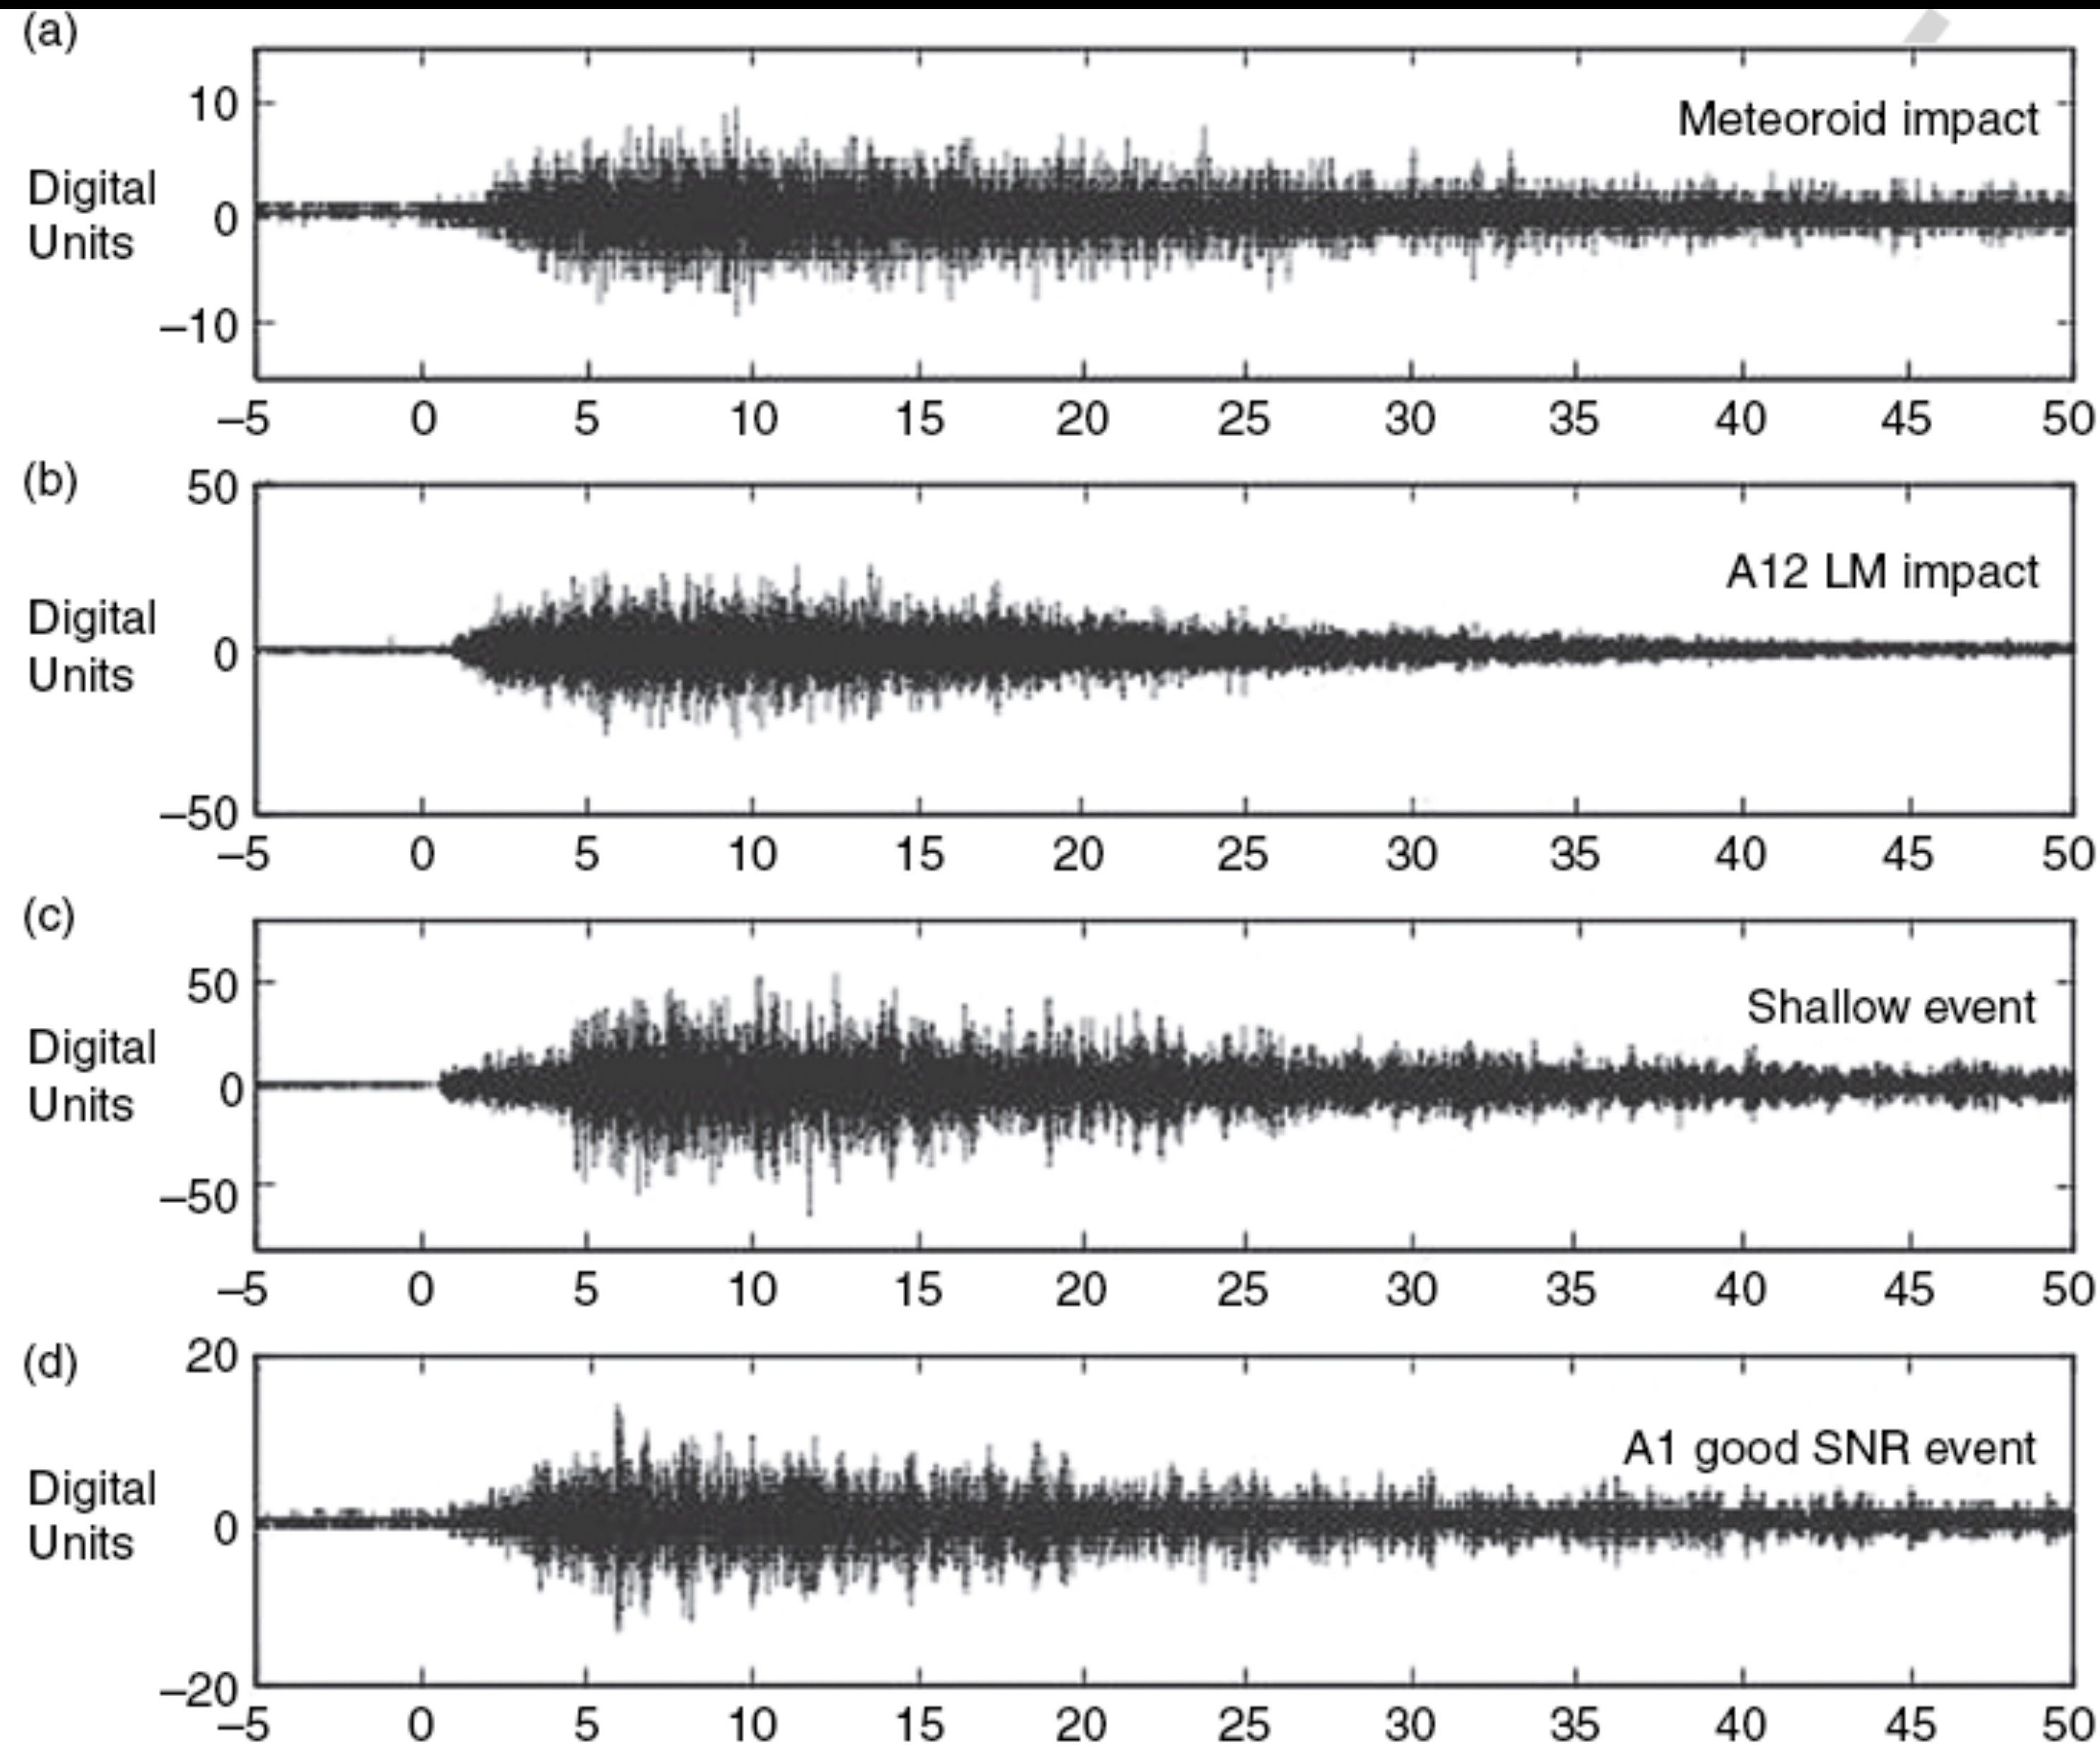 (a)
10
Meteoroid impact
Digital
Units
0
–10
–5 0 5 10 15 20 25 30 35 40 45 50
(b)
50
A12 LM impact
Digital
Units
0
–50
–5 0 5 10 15 20 25 30 35 40 45 50
(c)
50
Shallow event
Digital
Units
0
–50
–5 0 5 10 15 20 25 30 35 40 45 50
(d)
20
A1 good SNR event
Digital
Units
0
–20
–5 0 5 10 15 20 25 30 35 40 45 50